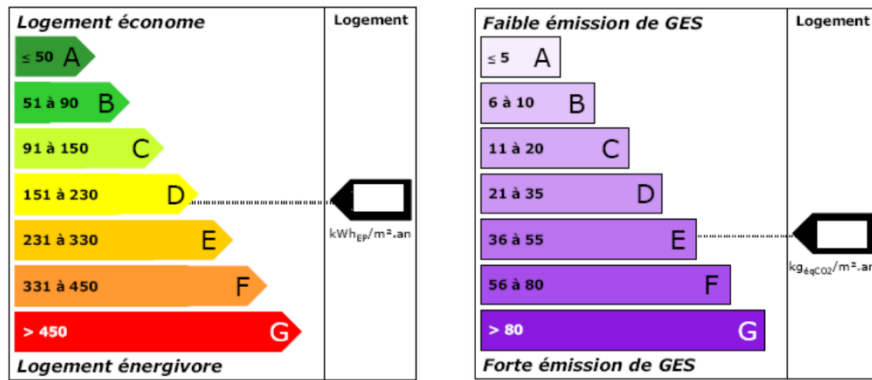 Logement économe
Logement
≤ 50 A
51 à 90 B
91 à 150 C
151 à 230 D
kWhEP/m².an
231 à 330 E
331 à 450 F
> 450 G
Logement énergivore
Faible émission de GES
Logement
≤ 5 A
6 à 10 B
11 à 20 C
21 à 35 D
36 à 55 E
kgéqCO2/m².an
56 à 80 F
> 80 G
Forte émission de GES